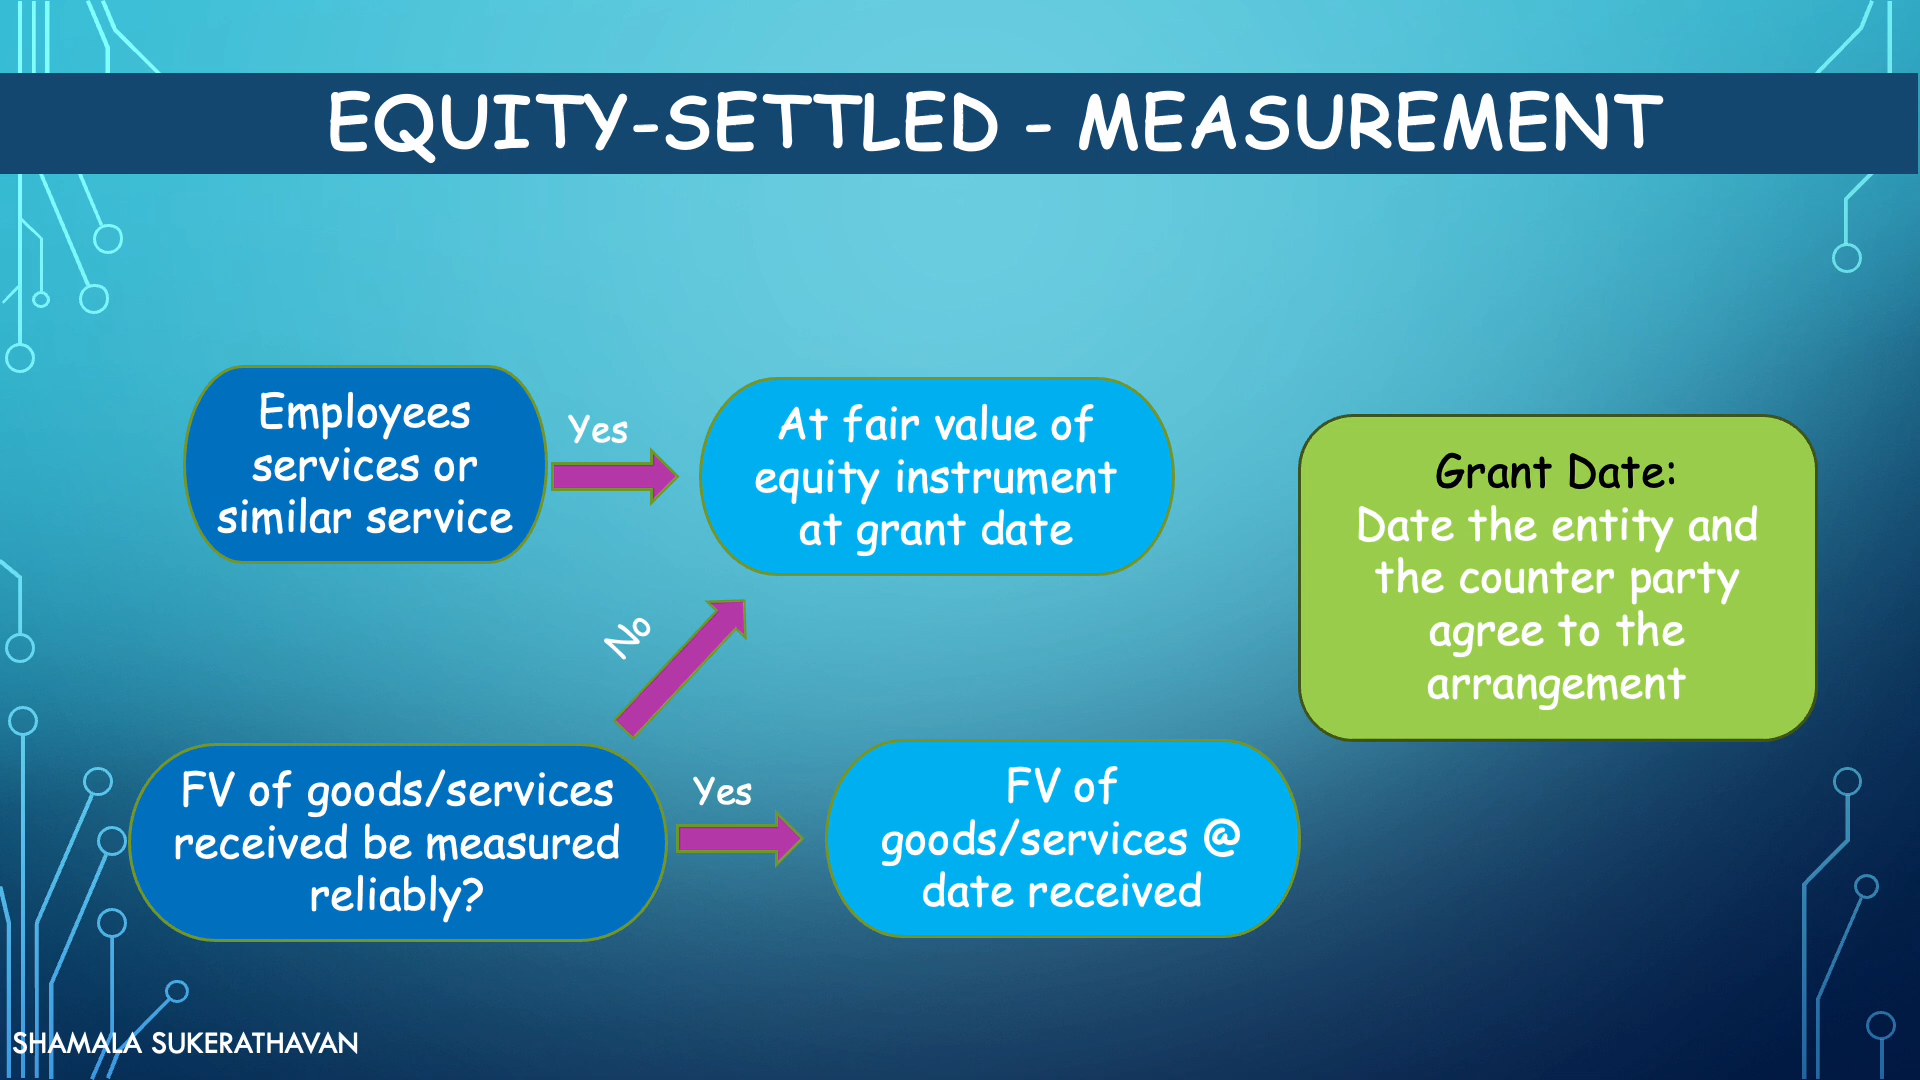 EQUITY-SETTLED - MEASUREMENT
Employees
services or
similar service
Yes
At fair value of
equity instrument
at grant date
Grant Date:
Date the entity and
the counter party
agree to the
arrangement
No
FV of goods/services
received be measured
reliably?
Yes
FV of
goods/services @
date received
SHAMALA SUKERATHAVAN